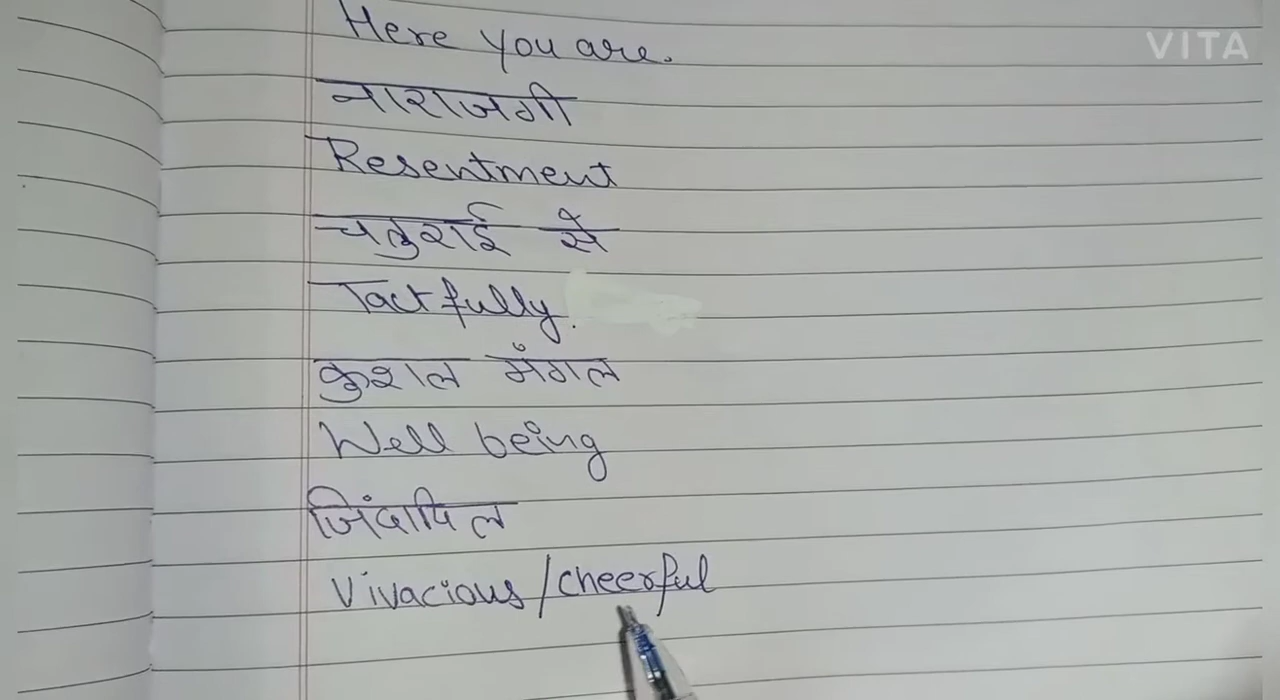 Here you are.
VITA
नाराजगी
Resentment
चतुराई से
Tactfully.
कुशल मंगल
Well being
जिंदादिल
Vivacious/cheerful